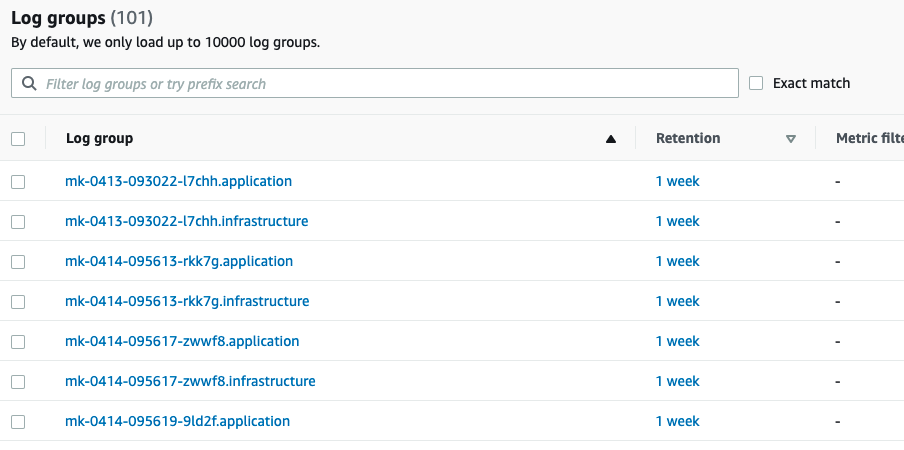 Log groups (101)
By default, we only load up to 10000 log groups.
Filter log groups or try prefix search Exact match
Log group Retention Metric filte
mk-0413-093022-l7chh.application 1 week -
mk-0413-093022-l7chh.infrastructure 1 week -
mk-0414-095613-rkk7g.application 1 week -
mk-0414-095613-rkk7g.infrastructure 1 week -
mk-0414-095617-zwwf8.application 1 week -
mk-0414-095617-zwwf8.infrastructure 1 week -
mk-0414-095619-9ld2f.application 1 week -